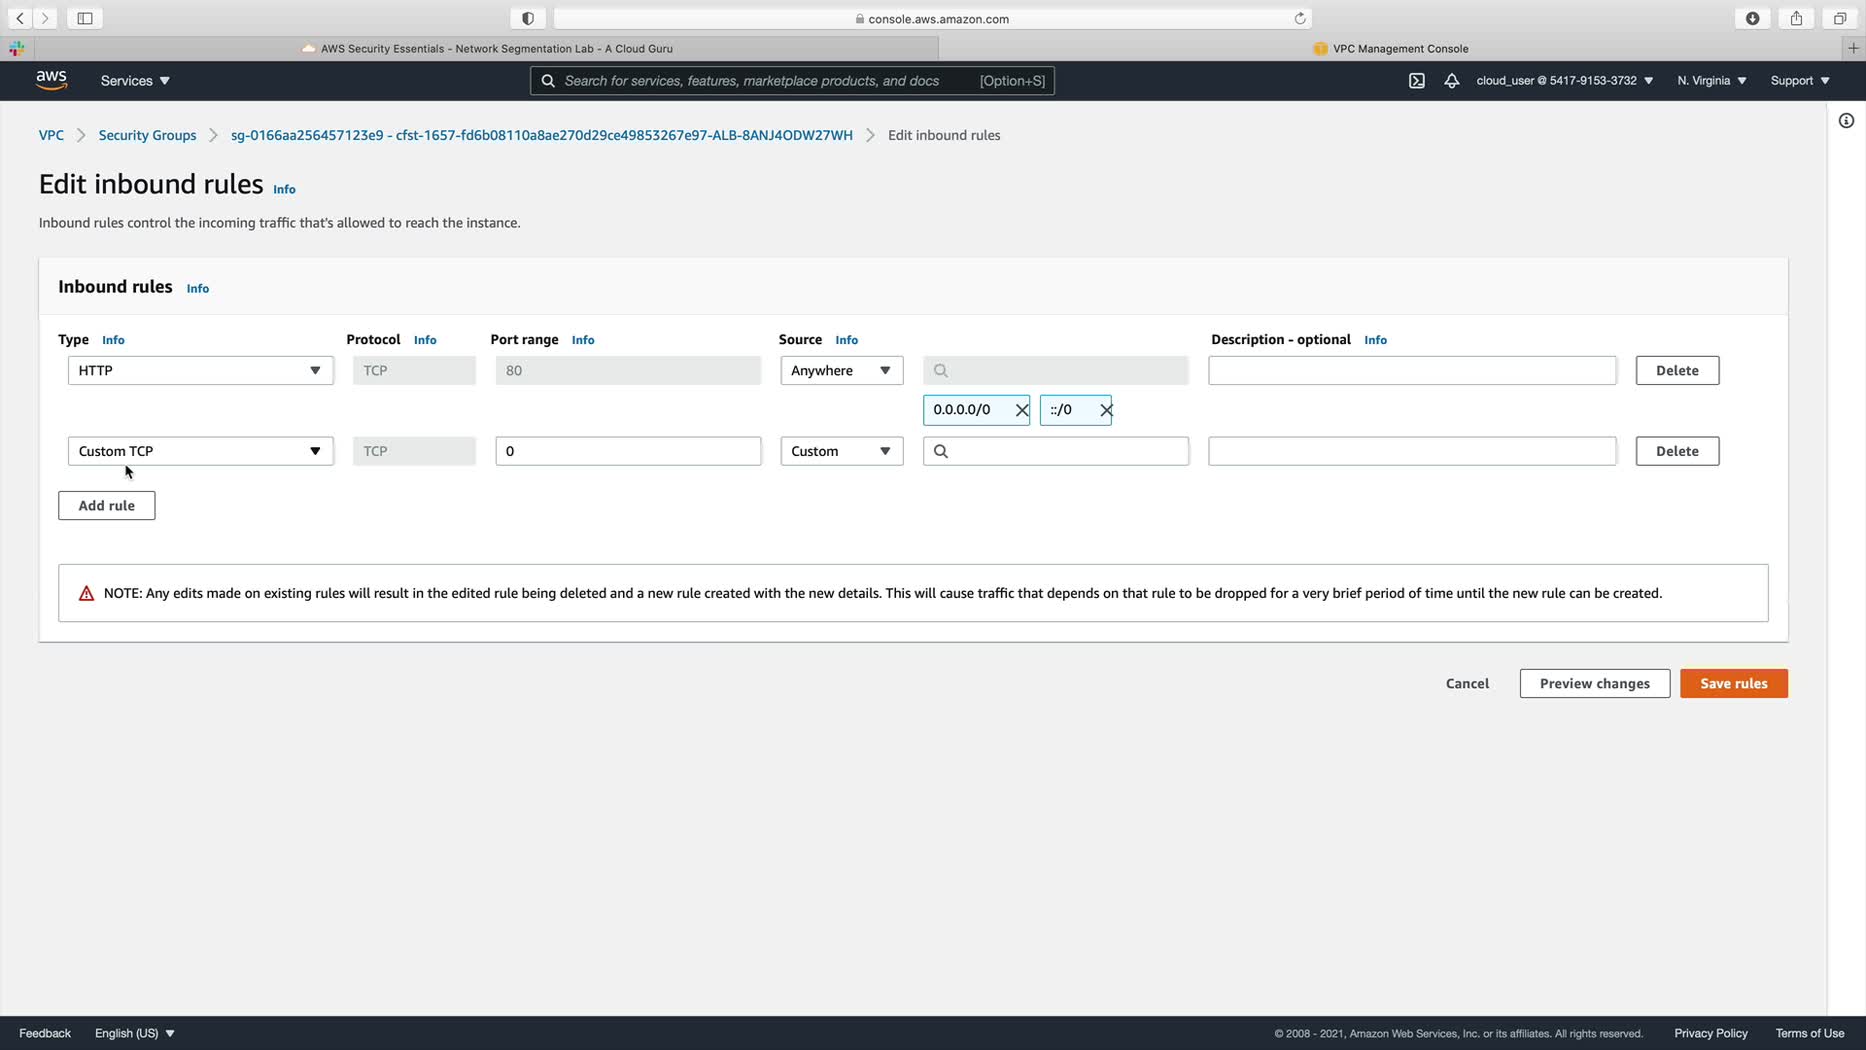 console.aws.amazon.com
AWS Security Essentials - Network Segmentation Lab - A Cloud Guru
VPC Management Console
aws
Services
Search for services, features, marketplace products, and docs [Option+S]
cloud_user @ 5417-9153-3732
N. Virginia
Support
VPC
Security Groups
sg-0166aa256457123e9 - cfst-1657-fd6b08110a8ae270d29ce49853267e97-ALB-8ANJ4ODW27WH
Edit inbound rules
Edit inbound rules Info
Inbound rules control the incoming traffic that's allowed to reach the instance.
Inbound rules Info
Type Info Protocol Info Port range Info Source Info Description - optional Info
HTTP TCP 80 Anywhere Delete
0.0.0.0/0 ::/0
Custom TCP TCP 0 Custom Delete
Add rule
NOTE: Any edits made on existing rules will result in the edited rule being deleted and a new rule created with the new details. This will cause traffic that depends on that rule to be dropped for a very brief period of time until the new rule can be created.
Cancel Preview changes Save rules
Feedback English (US) © 2008 - 2021, Amazon Web Services, Inc. or its affiliates. All rights reserved. Privacy Policy Terms of Use